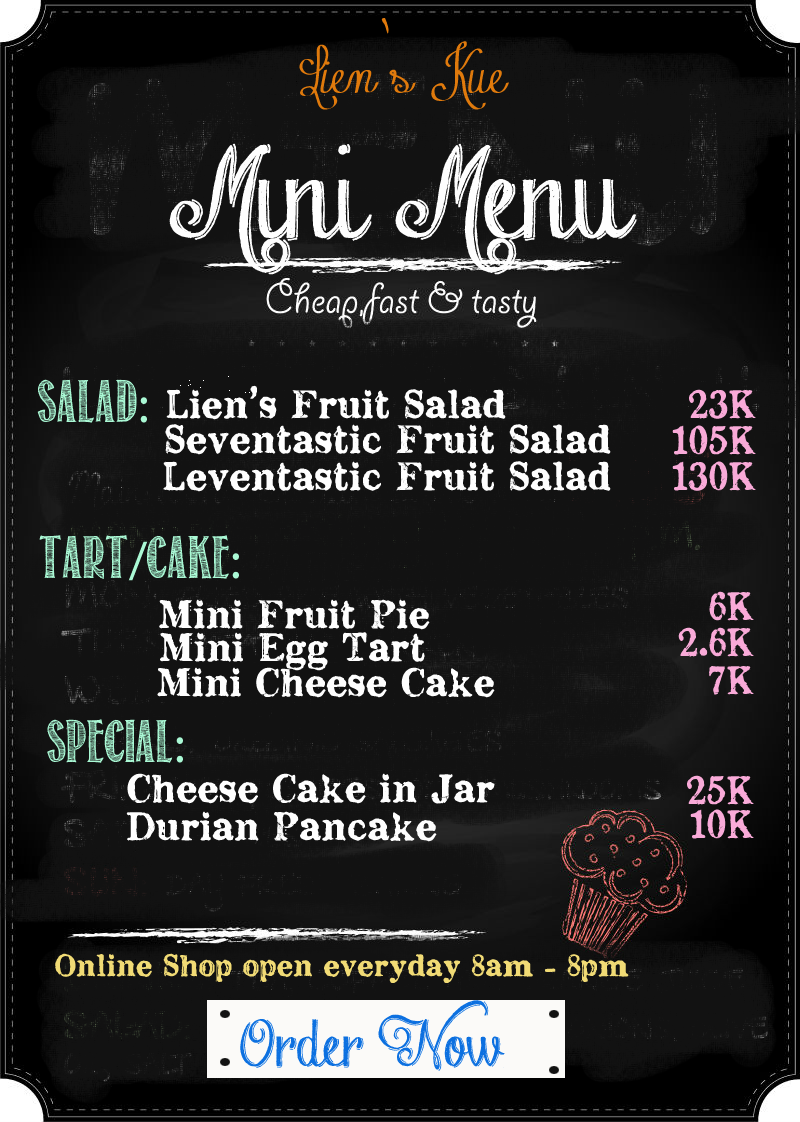 Lien's Kue
Mini Menu
Cheap,fast & tasty
SALAD: Lien's Fruit Salad 23K
Seventastic Fruit Salad 105K
Leventastic Fruit Salad 130K
TART/CAKE:
Mini Fruit Pie 6K
Mini Egg Tart 2.6K
Mini Cheese Cake 7K
SPECIAL:
Cheese Cake in Jar 25K
Durian Pancake 10K
Online Shop open everyday 8am - 8pm
Order Now